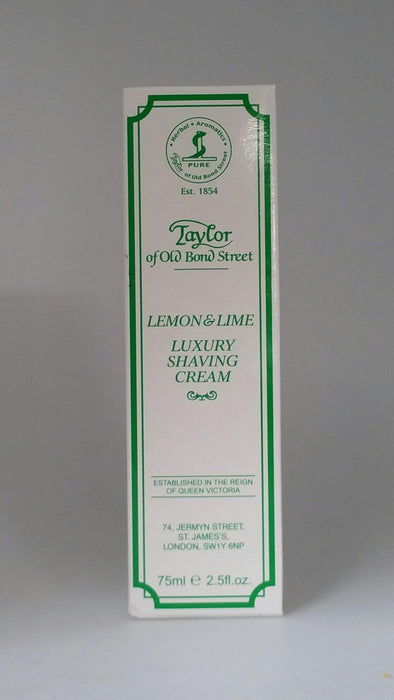 Herbal • Aromatics
PURE
Taylor of Old Bond Street
Est. 1854
Taylor
of Old Bond Street
LEMON & LIME
LUXURY
SHAVING
CREAM
ESTABLISHED IN THE REIGN
OF QUEEN VICTORIA
74, JERMYN STREET,
ST. JAMES'S,
LONDON, SW1Y 6NP
75ml ℮ 2.5fl.oz.